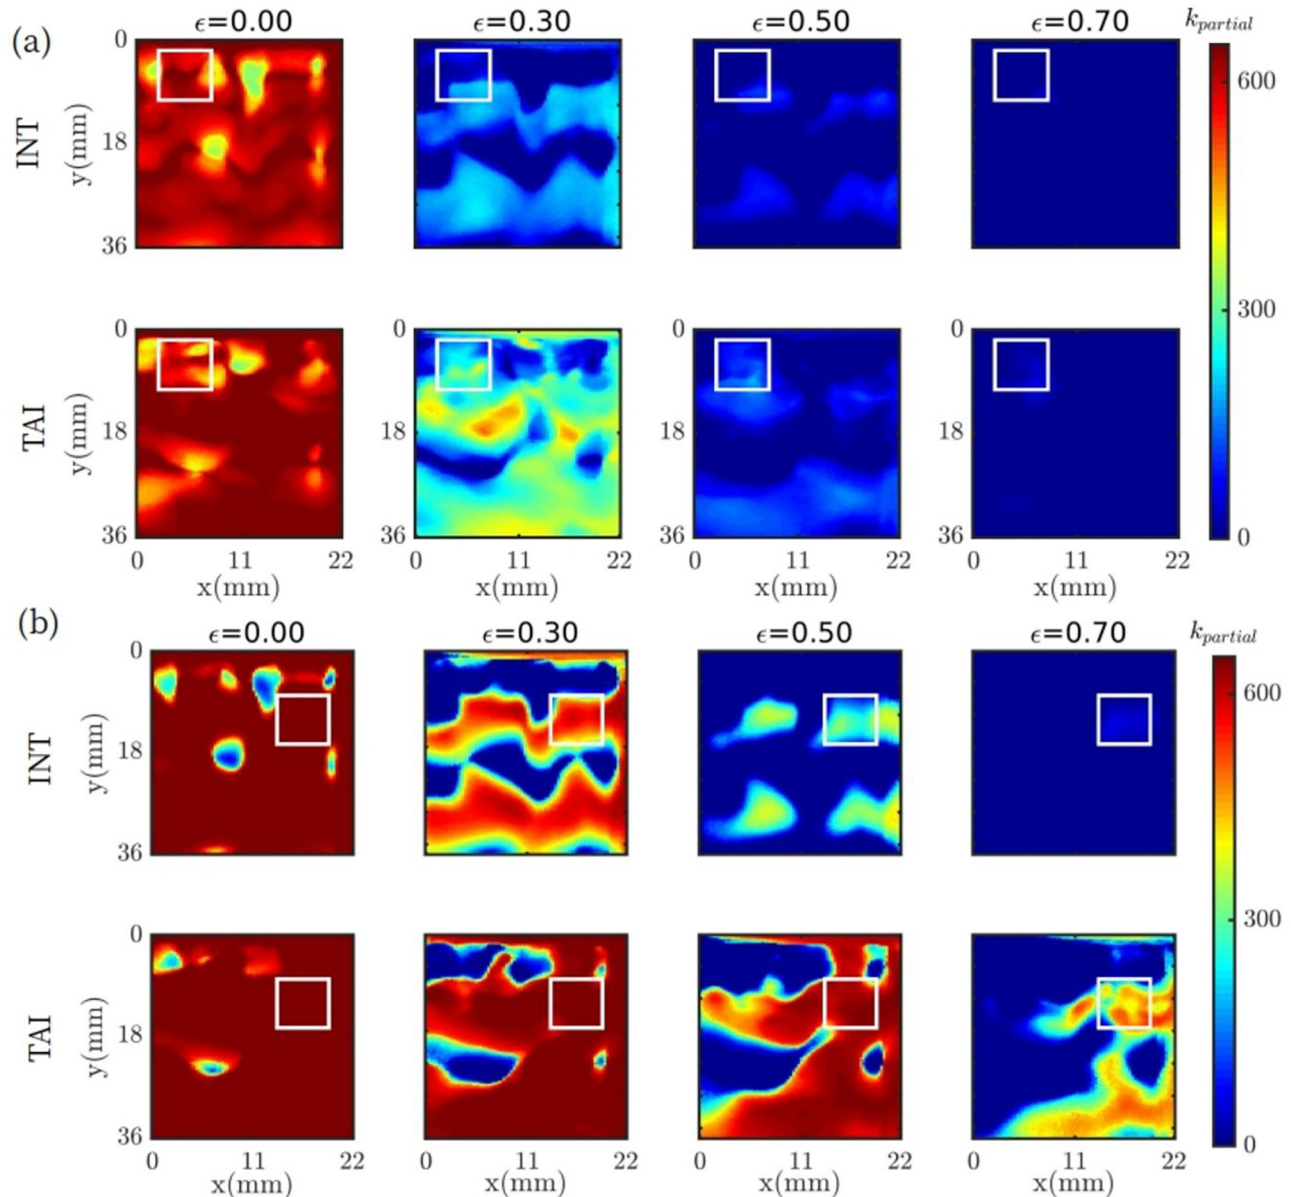 (a)
ϵ=0.00 ϵ=0.30 ϵ=0.50 ϵ=0.70 k_partial
INT
y(mm)
0
18
36
600
300
0
TAI
y(mm)
0 0 0 0
18 18 18 18
36 36 36 36
0 11 22 0 11 22 0 11 22 0 11 22
x(mm) x(mm) x(mm) x(mm)
(b)
ϵ=0.00 ϵ=0.30 ϵ=0.50 ϵ=0.70 k_partial
INT
y(mm)
0
18
36
600
300
0
TAI
y(mm)
0
18
36
0 11 22 0 11 22 0 11 22 0 11 22
x(mm) x(mm) x(mm) x(mm)